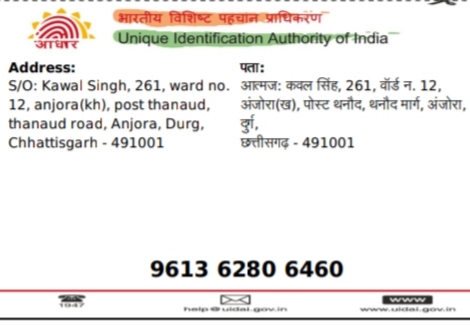 भारतीय विशिष्ट पहचान प्राधिकरण
आधार
Unique Identification Authority of India
Address:
S/O: Kawal Singh, 261, ward no.
12, anjora(kh), post thanaud,
thanaud road, Anjora, Durg,
Chhattisgarh - 491001
पता:
आत्मज: कवल सिंह, 261, वॉर्ड न. 12,
अंजोरा(ख), पोस्ट थनौद, थनौद मार्ग, अंजोरा,
दुर्ग,
छत्तीसगढ़ - 491001
9613 6280 6460
1947
help@uidai.gov.in
www
www.uidai.gov.in